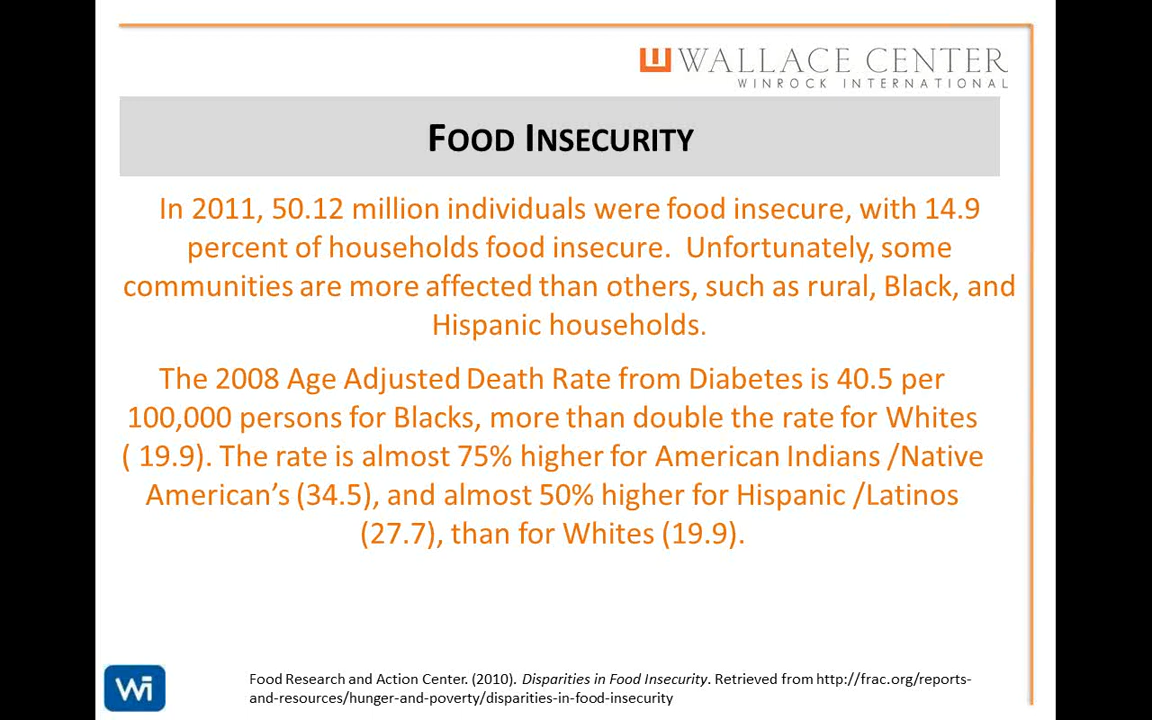 WALLACE CENTER
WINROCK INTERNATIONAL
FOOD INSECURITY
In 2011, 50.12 million individuals were food insecure, with 14.9
percent of households food insecure.  Unfortunately, some
communities are more affected than others, such as rural, Black, and
Hispanic households.
The 2008 Age Adjusted Death Rate from Diabetes is 40.5 per
100,000 persons for Blacks, more than double the rate for Whites
( 19.9). The rate is almost 75% higher for American Indians /Native
American’s (34.5), and almost 50% higher for Hispanic /Latinos
(27.7), than for Whites (19.9).
Wi
Food Research and Action Center. (2010). Disparities in Food Insecurity. Retrieved from http://frac.org/reports-
and-resources/hunger-and-poverty/disparities-in-food-insecurity